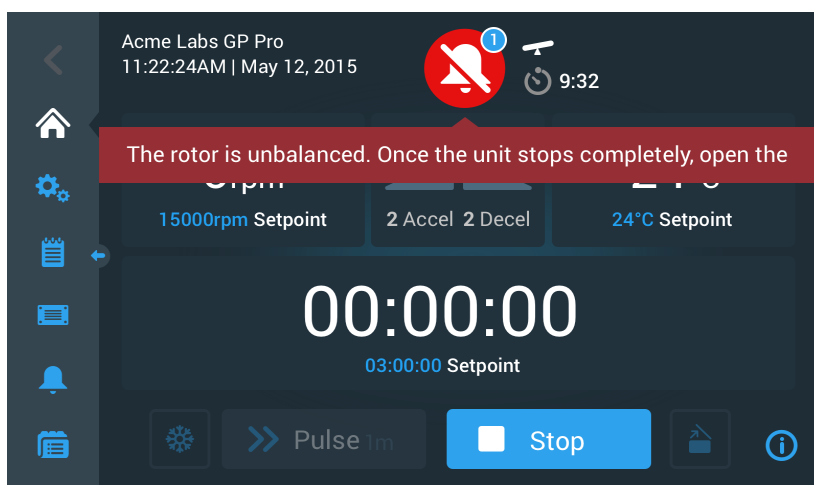 Acme Labs GP Pro
11:22:24AM | May 12, 2015
1
9:32
The rotor is unbalanced. Once the unit stops completely, open the
rpm
15000rpm Setpoint
2 Accel 2 Decel
24°C Setpoint
00:00:00
03:00:00 Setpoint
Pulse 1m
Stop